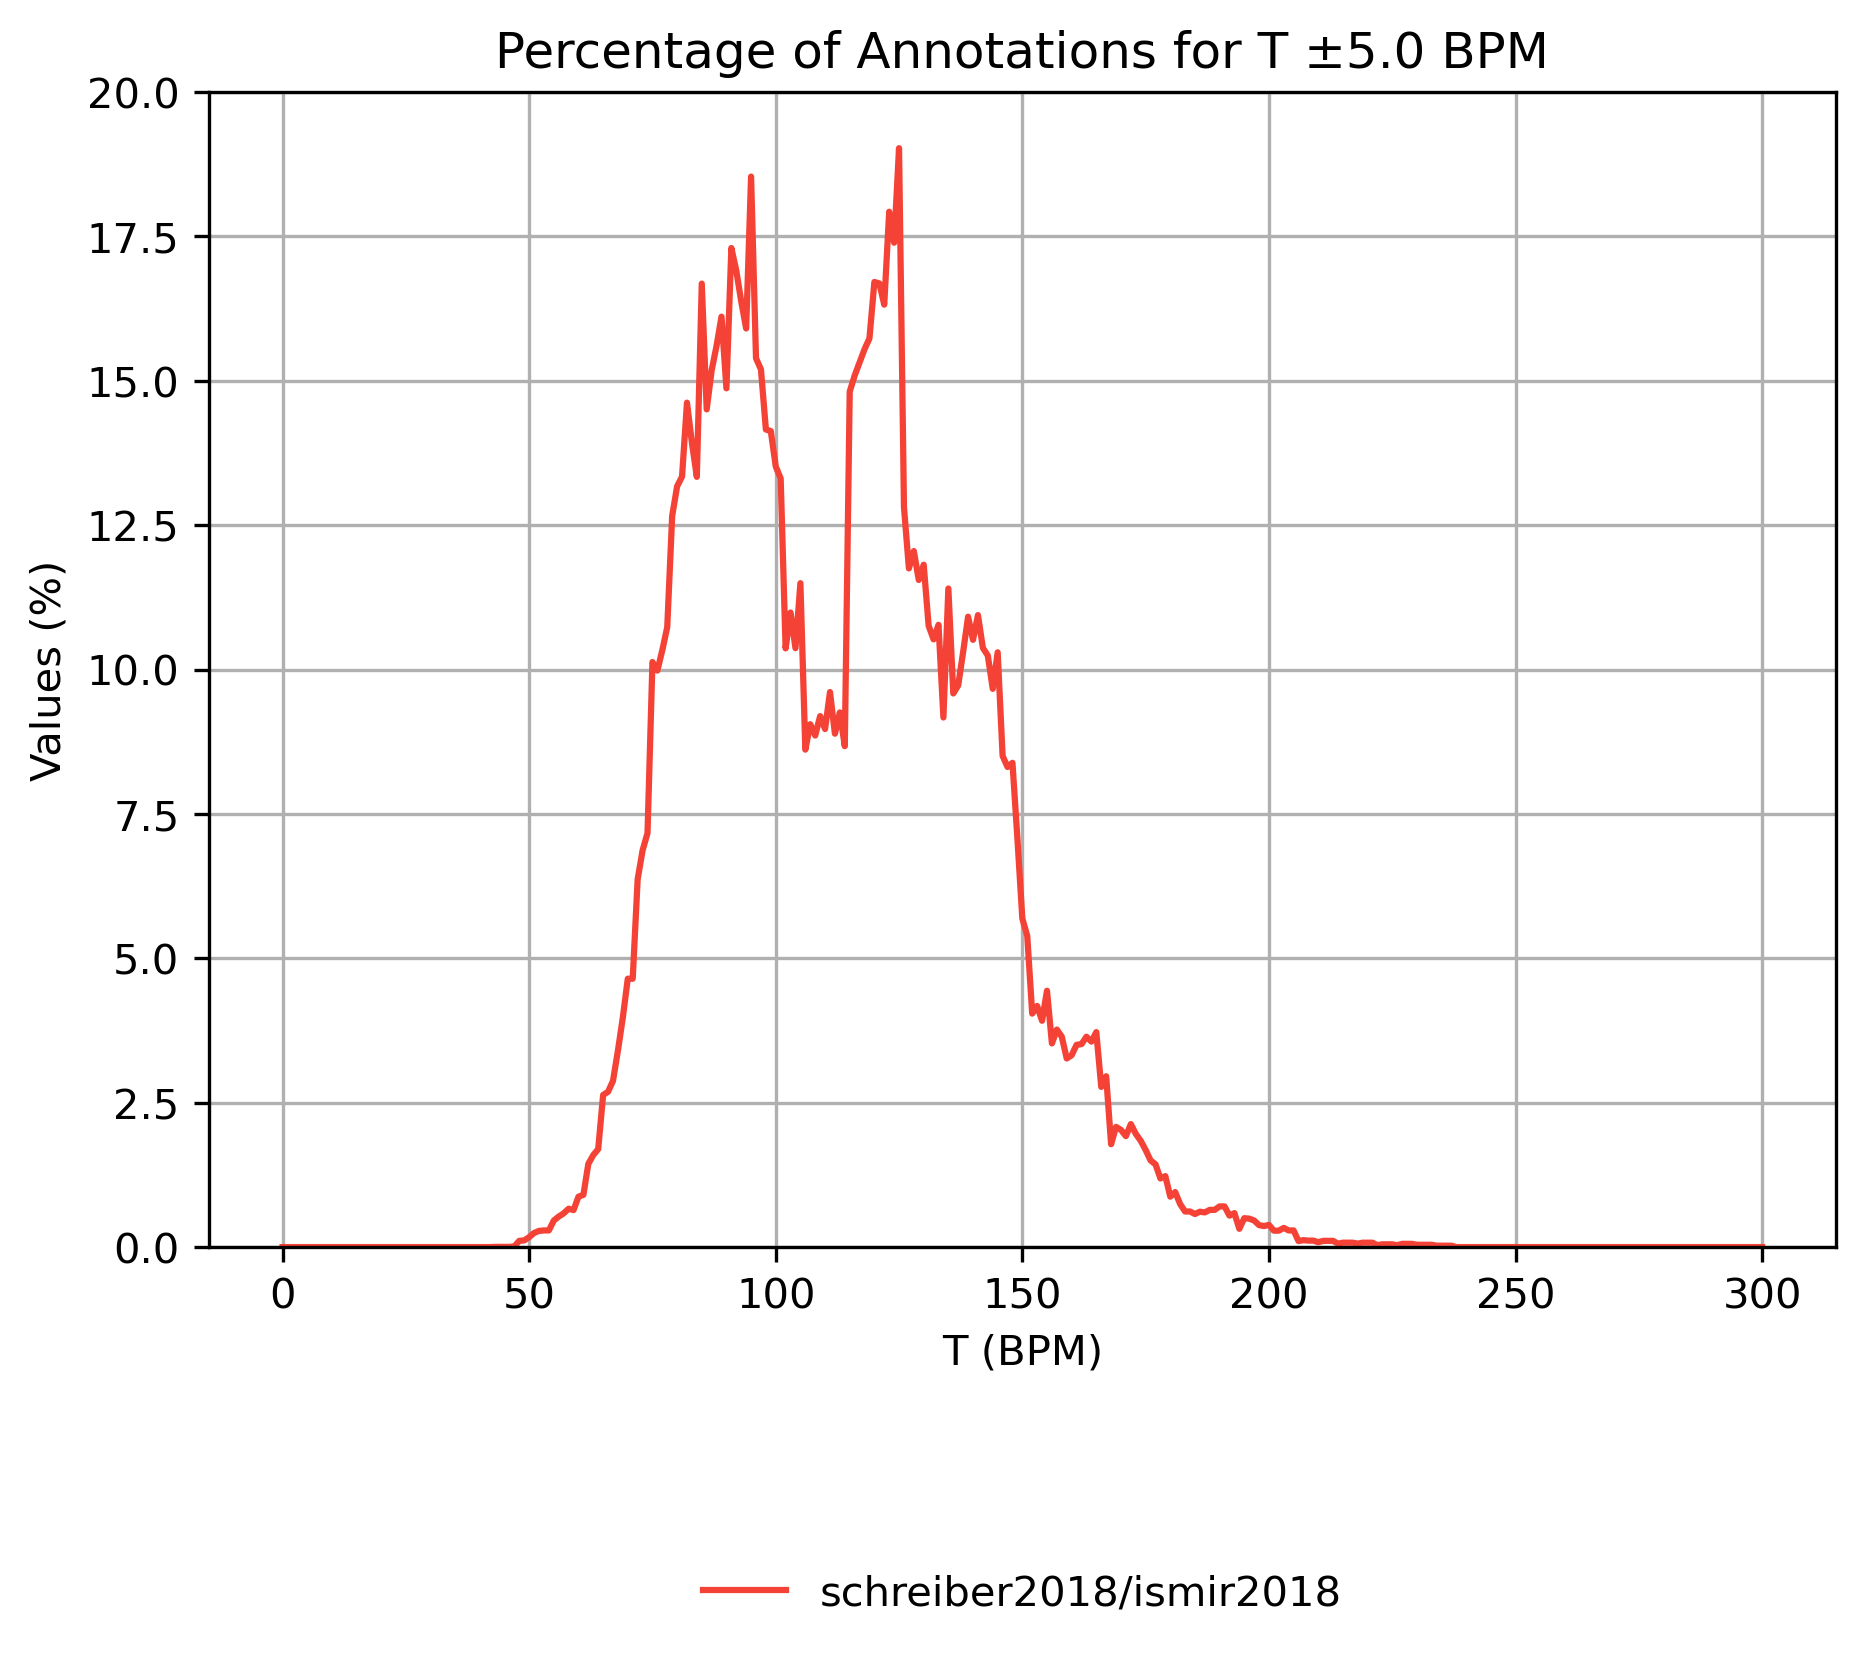 Percentage of Annotations for T ±5.0 BPM
20.0
17.5
15.0
12.5
10.0
7.5
5.0
2.5
0.0
Values (%)
0 50 100 150 200 250 300
T (BPM)
schreiber2018/ismir2018